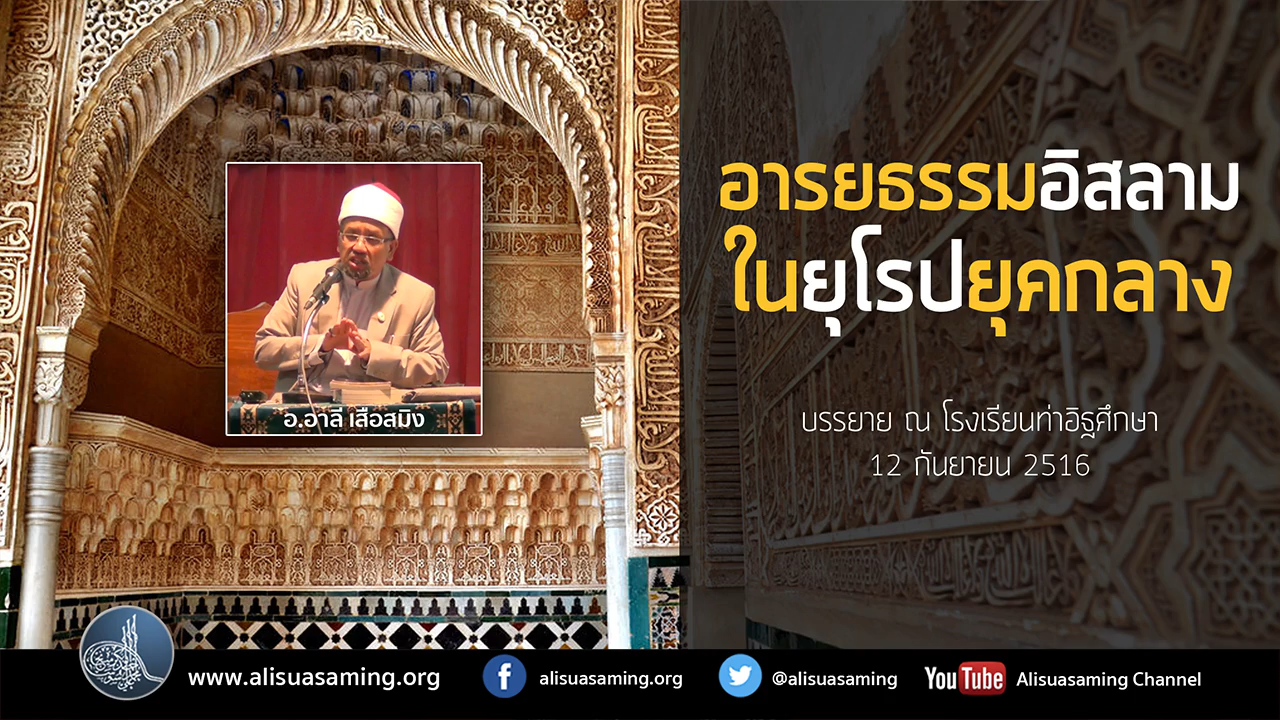 อารยธรรมอิสลาม
ในยุโรปยุคกลาง
บรรยาย ณ โรงเรียนท่าอิฐศึกษา
12 กันยายน 2516
อ.อาลี เสือสมิง
www.alisuasaming.org
alisuasaming.org
@alisuasaming
YouTube Alisuasaming Channel